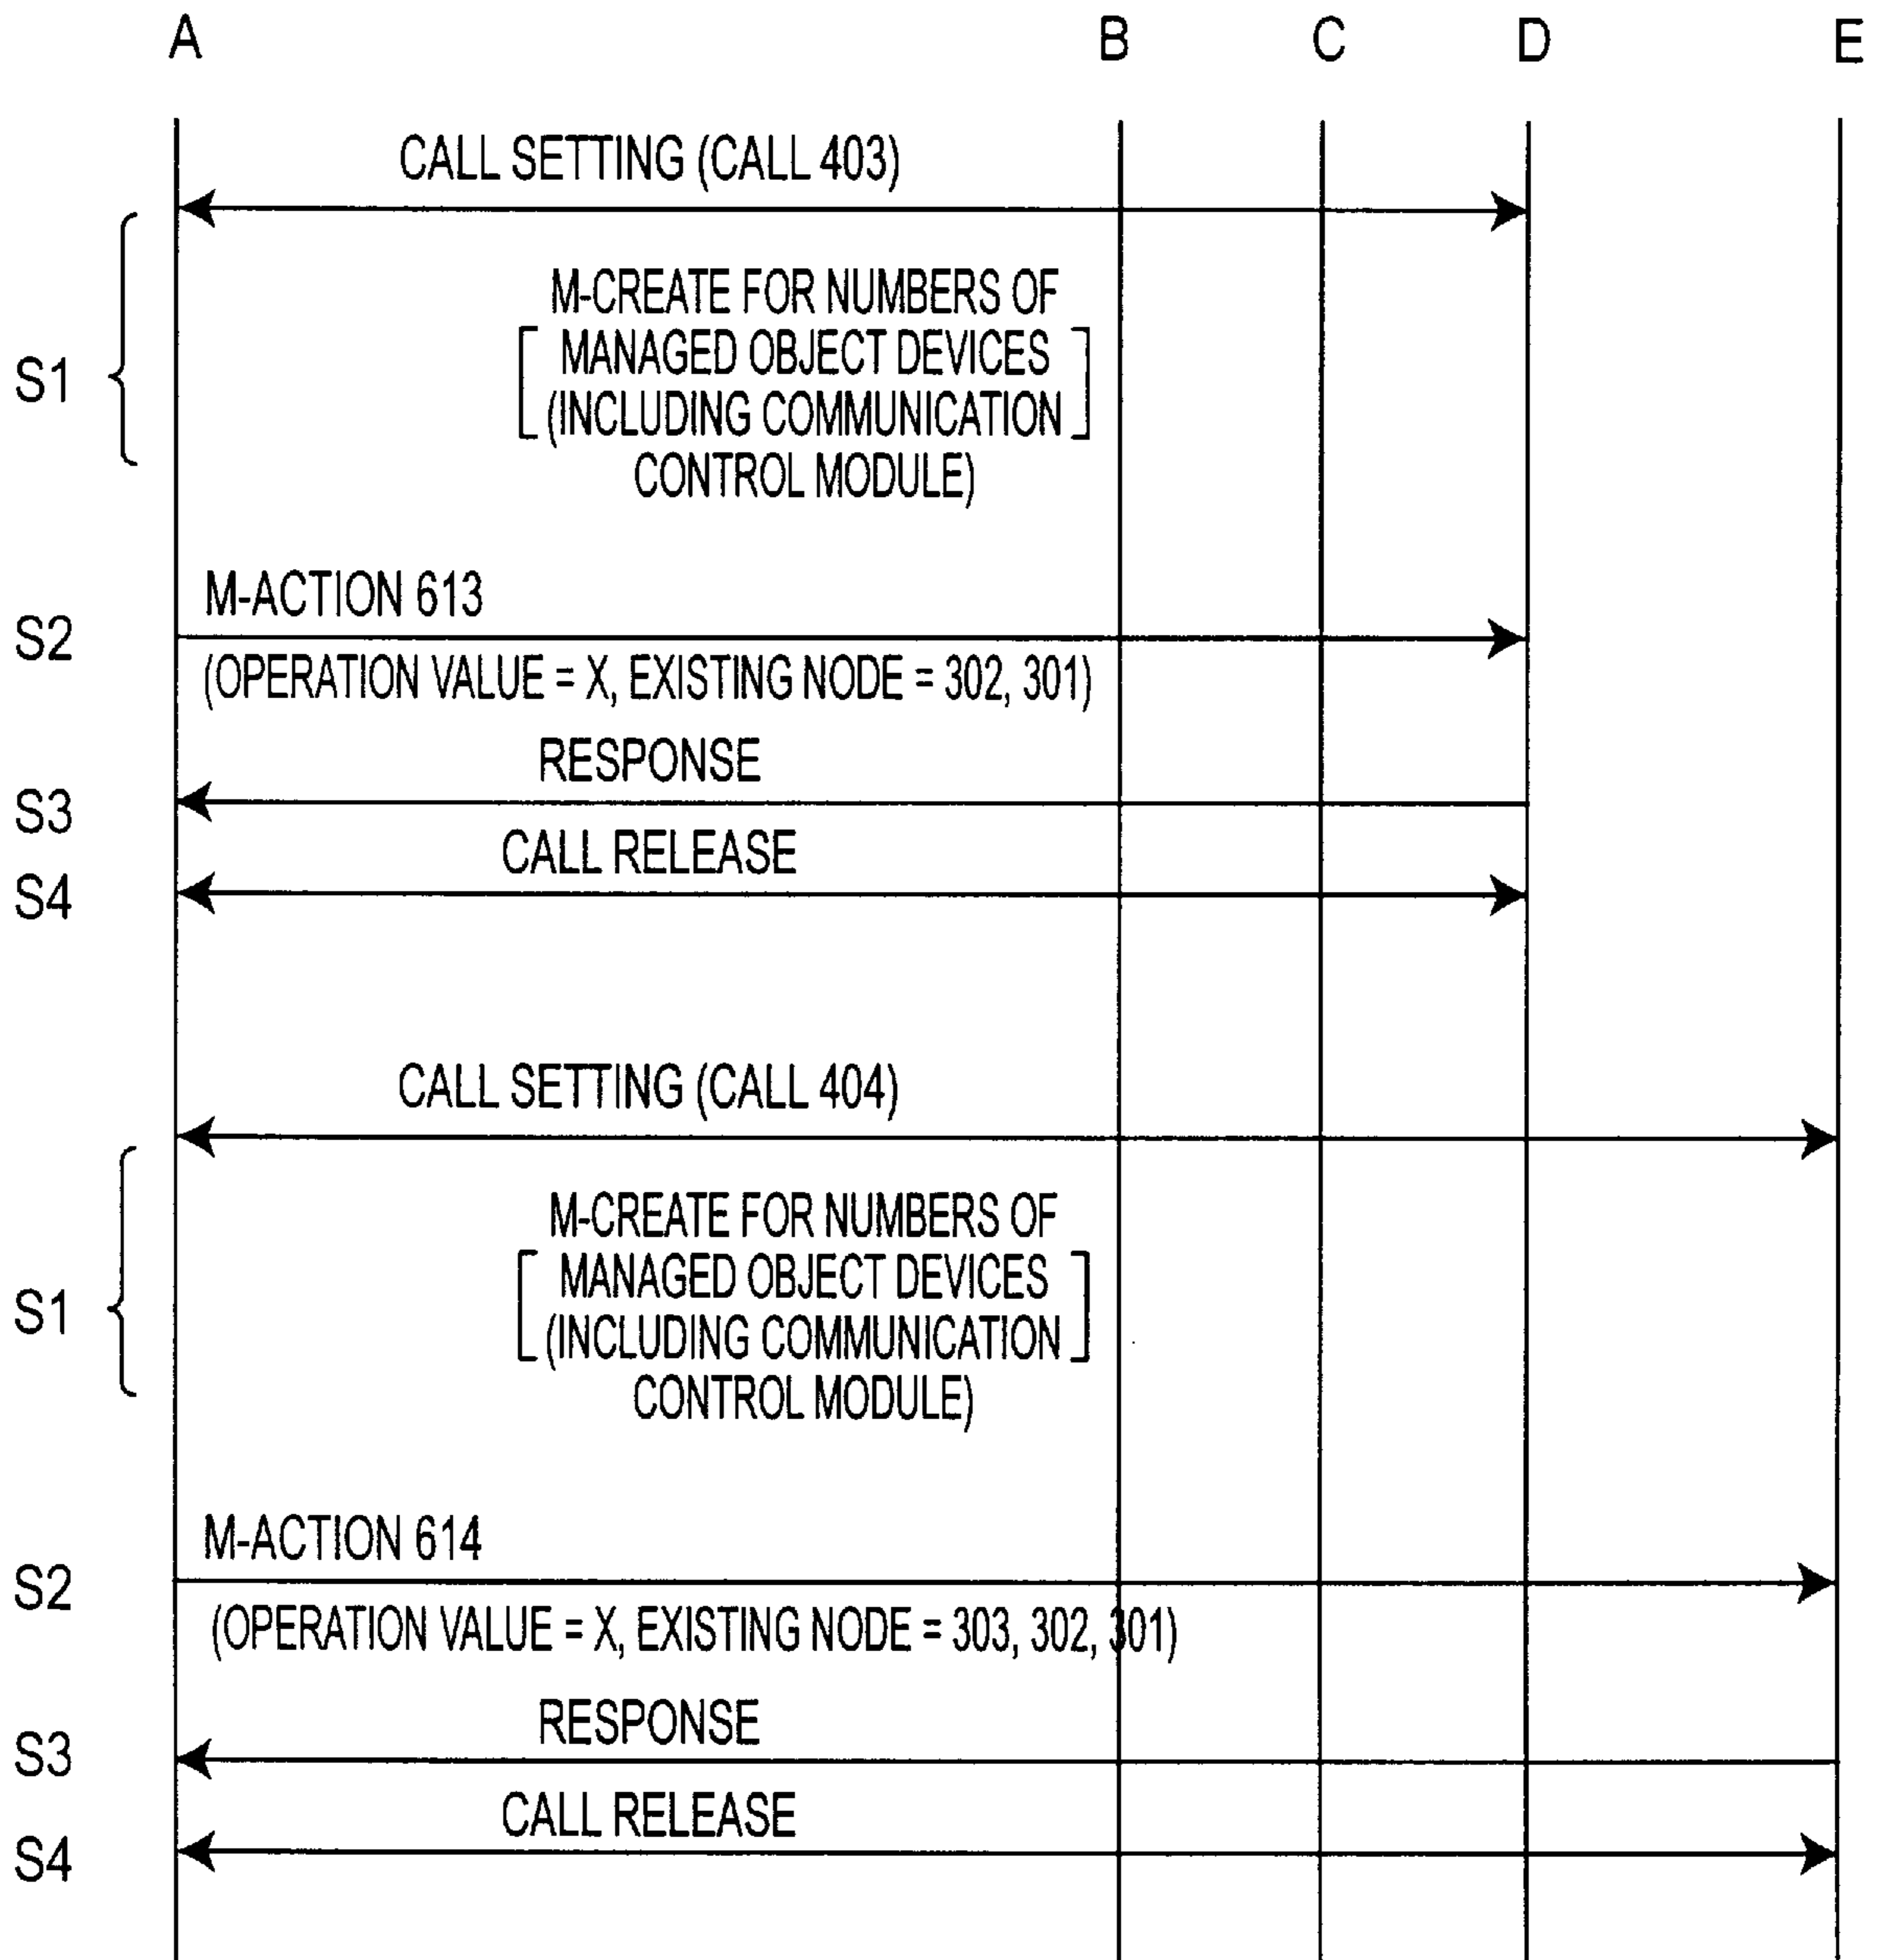 A B C D E
CALL SETTING (CALL 403)
M-CREATE FOR NUMBERS OF
MANAGED OBJECT DEVICES
S1
(INCLUDING COMMUNICATION
CONTROL MODULE)
M-ACTION 613
S2
(OPERATION VALUE = X, EXISTING NODE = 302, 301)
RESPONSE
S3
CALL RELEASE
S4
CALL SETTING (CALL 404)
M-CREATE FOR NUMBERS OF
MANAGED OBJECT DEVICES
S1
(INCLUDING COMMUNICATION
CONTROL MODULE)
M-ACTION 614
S2
(OPERATION VALUE = X, EXISTING NODE = 303, 302, 301)
RESPONSE
S3
CALL RELEASE
S4